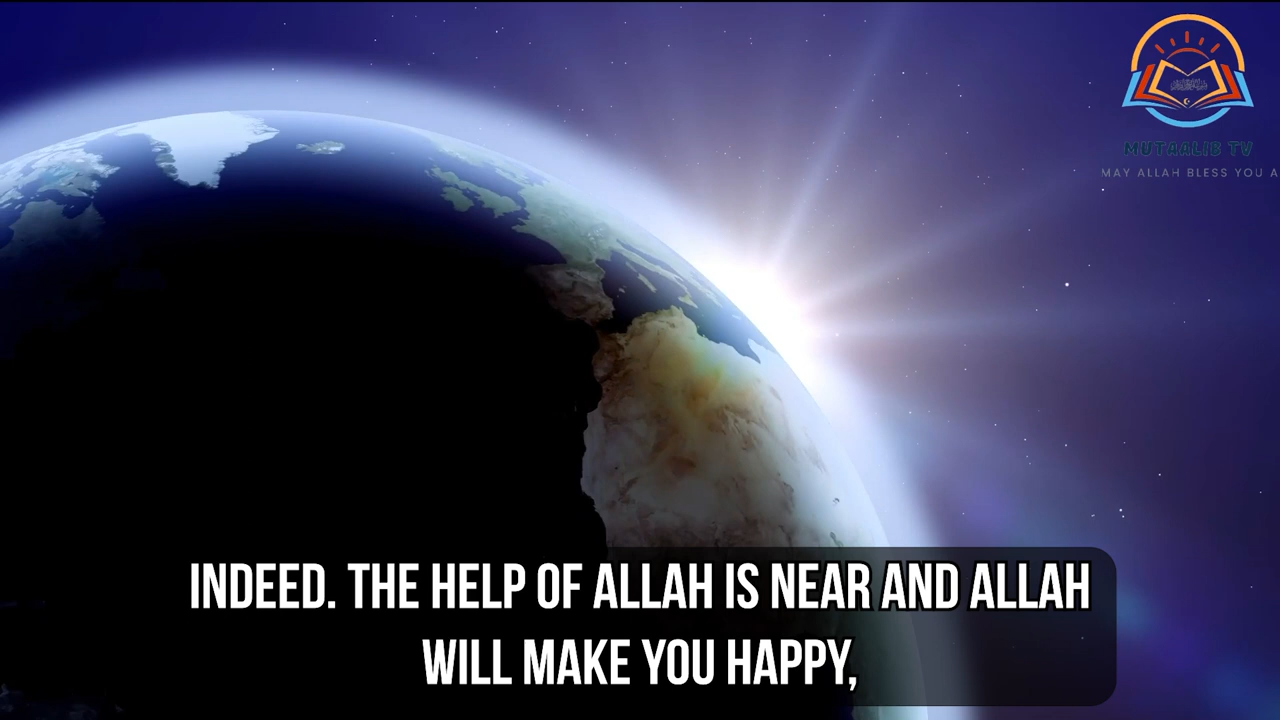 MUTAALIB TV
MAY ALLAH BLESS YOU A
INDEED. THE HELP OF ALLAH IS NEAR AND ALLAH
WILL MAKE YOU HAPPY,